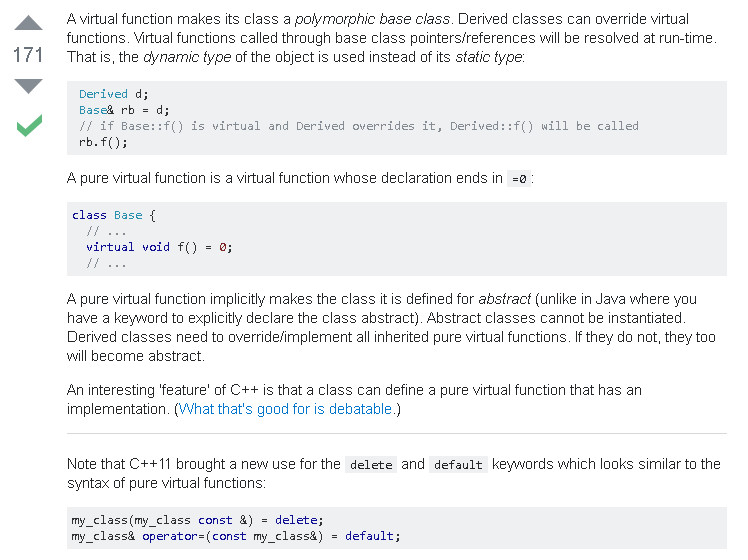 A virtual function makes its class a polymorphic base class. Derived classes can override virtual
functions. Virtual functions called through base class pointers/references will be resolved at run-time.
171
That is, the dynamic type of the object is used instead of its static type:
Derived d;
Base& rb = d;
// if Base::f() is virtual and Derived overrides it, Derived::f() will be called
rb.f();
A pure virtual function is a virtual function whose declaration ends in =0:
class Base {
// ...
virtual void f() = 0;
// ...
A pure virtual function implicitly makes the class it is defined for abstract (unlike in Java where you
have a keyword to explicitly declare the class abstract). Abstract classes cannot be instantiated.
Derived classes need to override/implement all inherited pure virtual functions. If they do not, they too
will become abstract.
An interesting 'feature' of C++ is that a class can define a pure virtual function that has an
implementation. (What that's good for is debatable.)
Note that C++11 brought a new use for the delete and default keywords which looks similar to the
syntax of pure virtual functions:
my_class(my_class const &) = delete;
my_class& operator=(const my_class&) = default;